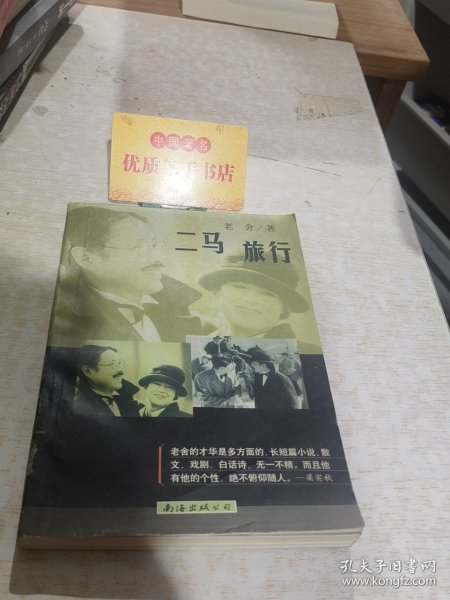 中国著名
优质二手书店
老舍/著
二马 旅行
老舍的才华是多方面的,长短篇小说,散
文、戏剧、白话诗,无一不精。而且他
有他的个性,绝不俯仰随人。—梁实秋
南海出版公司
孔夫子旧书网
www.kongfz.com